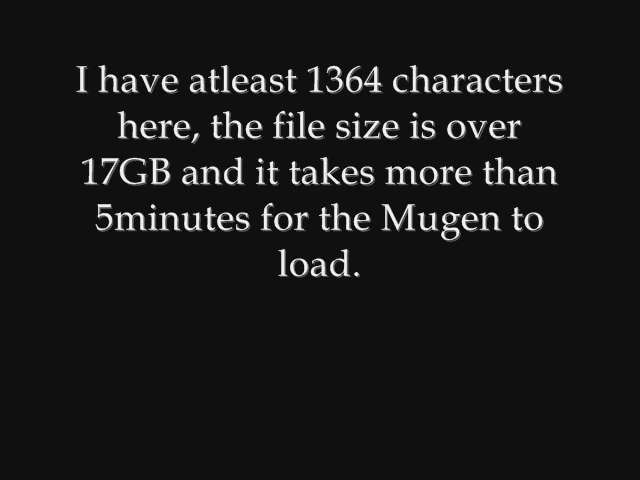 I have atleast 1364 characters
here, the file size is over
17GB and it takes more than
5minutes for the Mugen to
load.